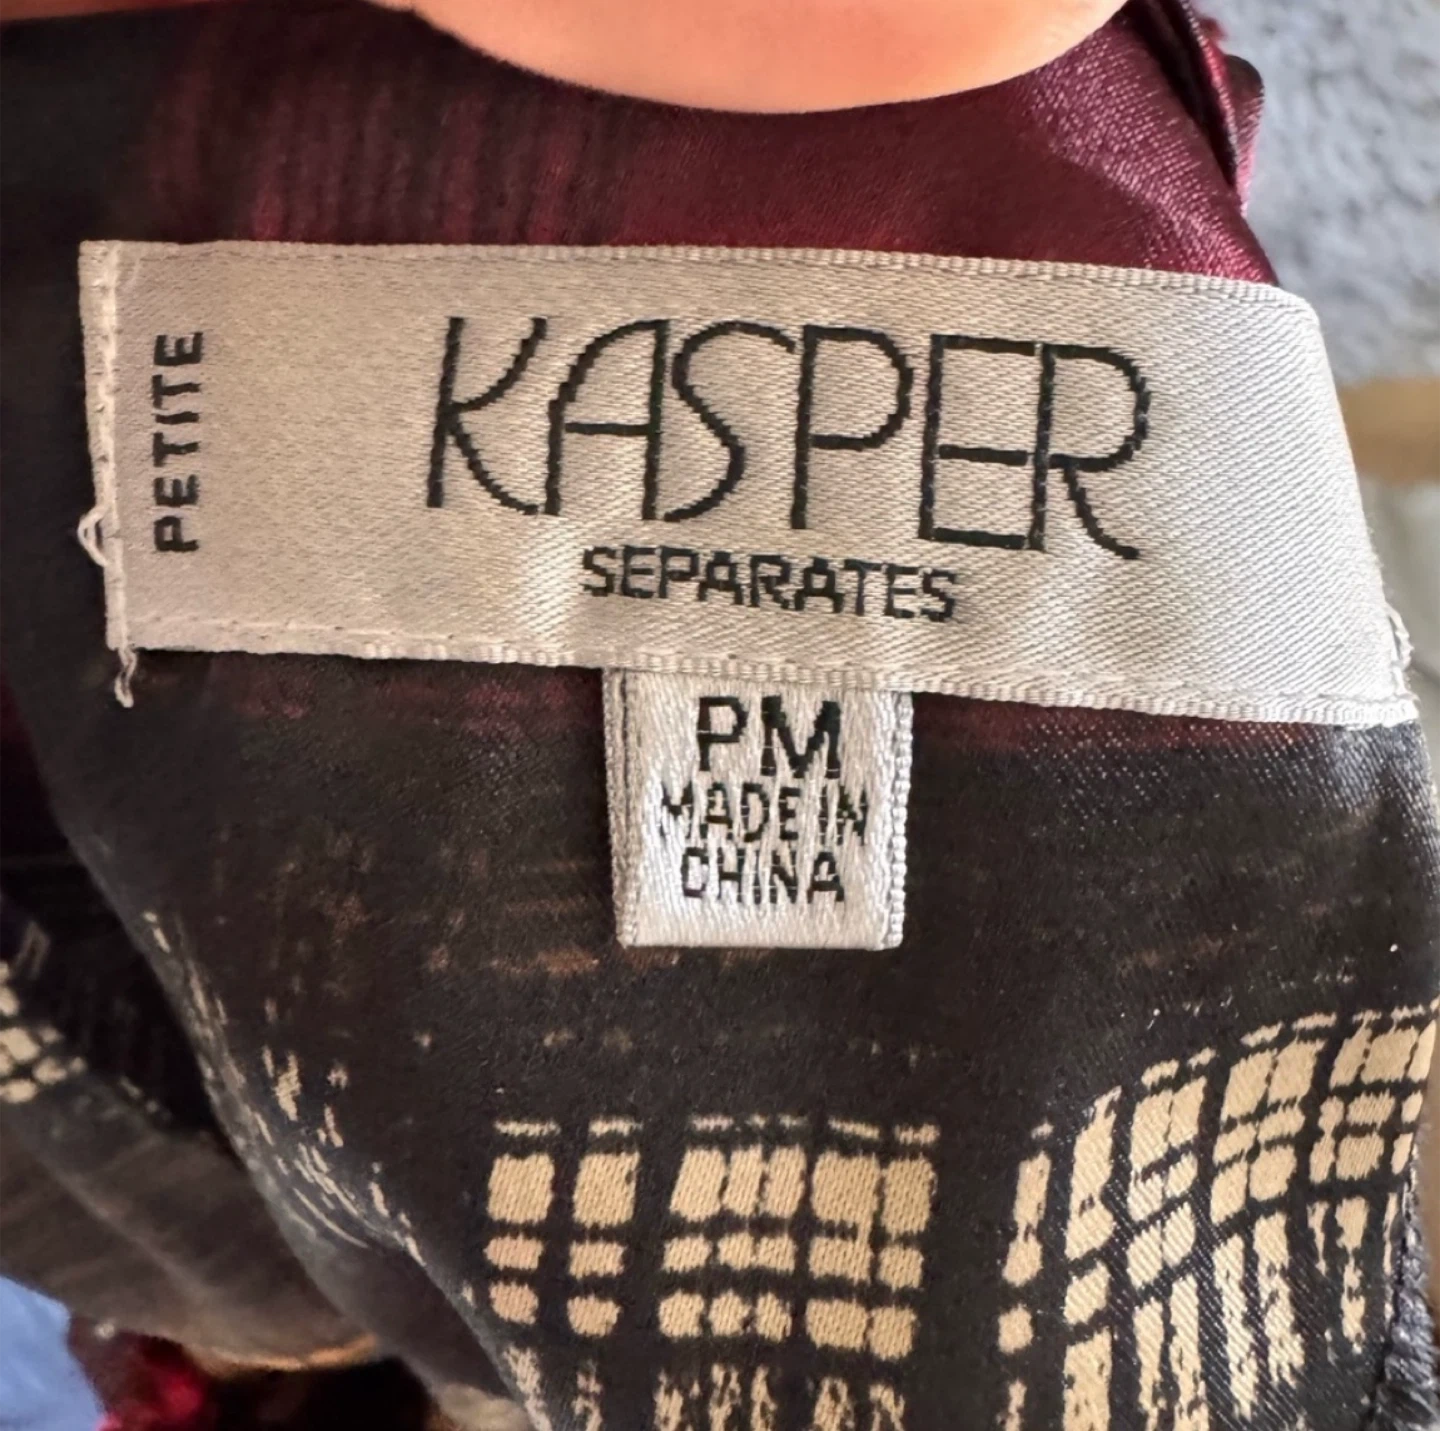 PETITE
KASPER
SEPARATES
PM
MADE IN
CHINA